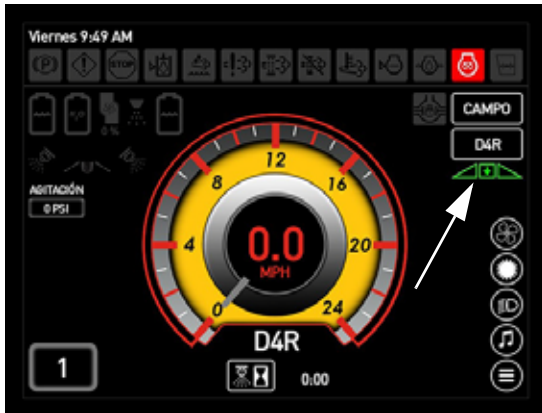 Viernes 9:49 AM
(P)
STOP
H₂O
0 %
CAMPO
D4R
AGITACIÓN
0 PSI
0
4
8
12
16
20
24
0.0
MPH
D4R
1
0:00